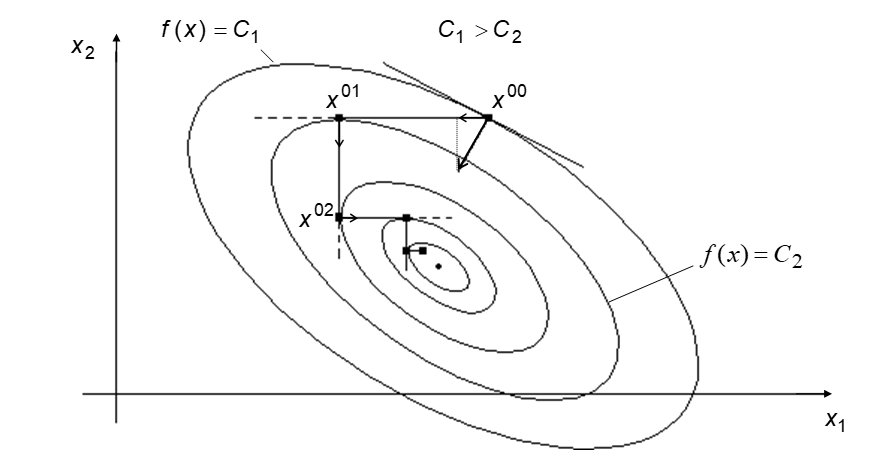 f(x) = C₁
C₁ > C₂
x₂
x⁰¹
x⁰⁰
x⁰²
f(x) = C₂
x₁